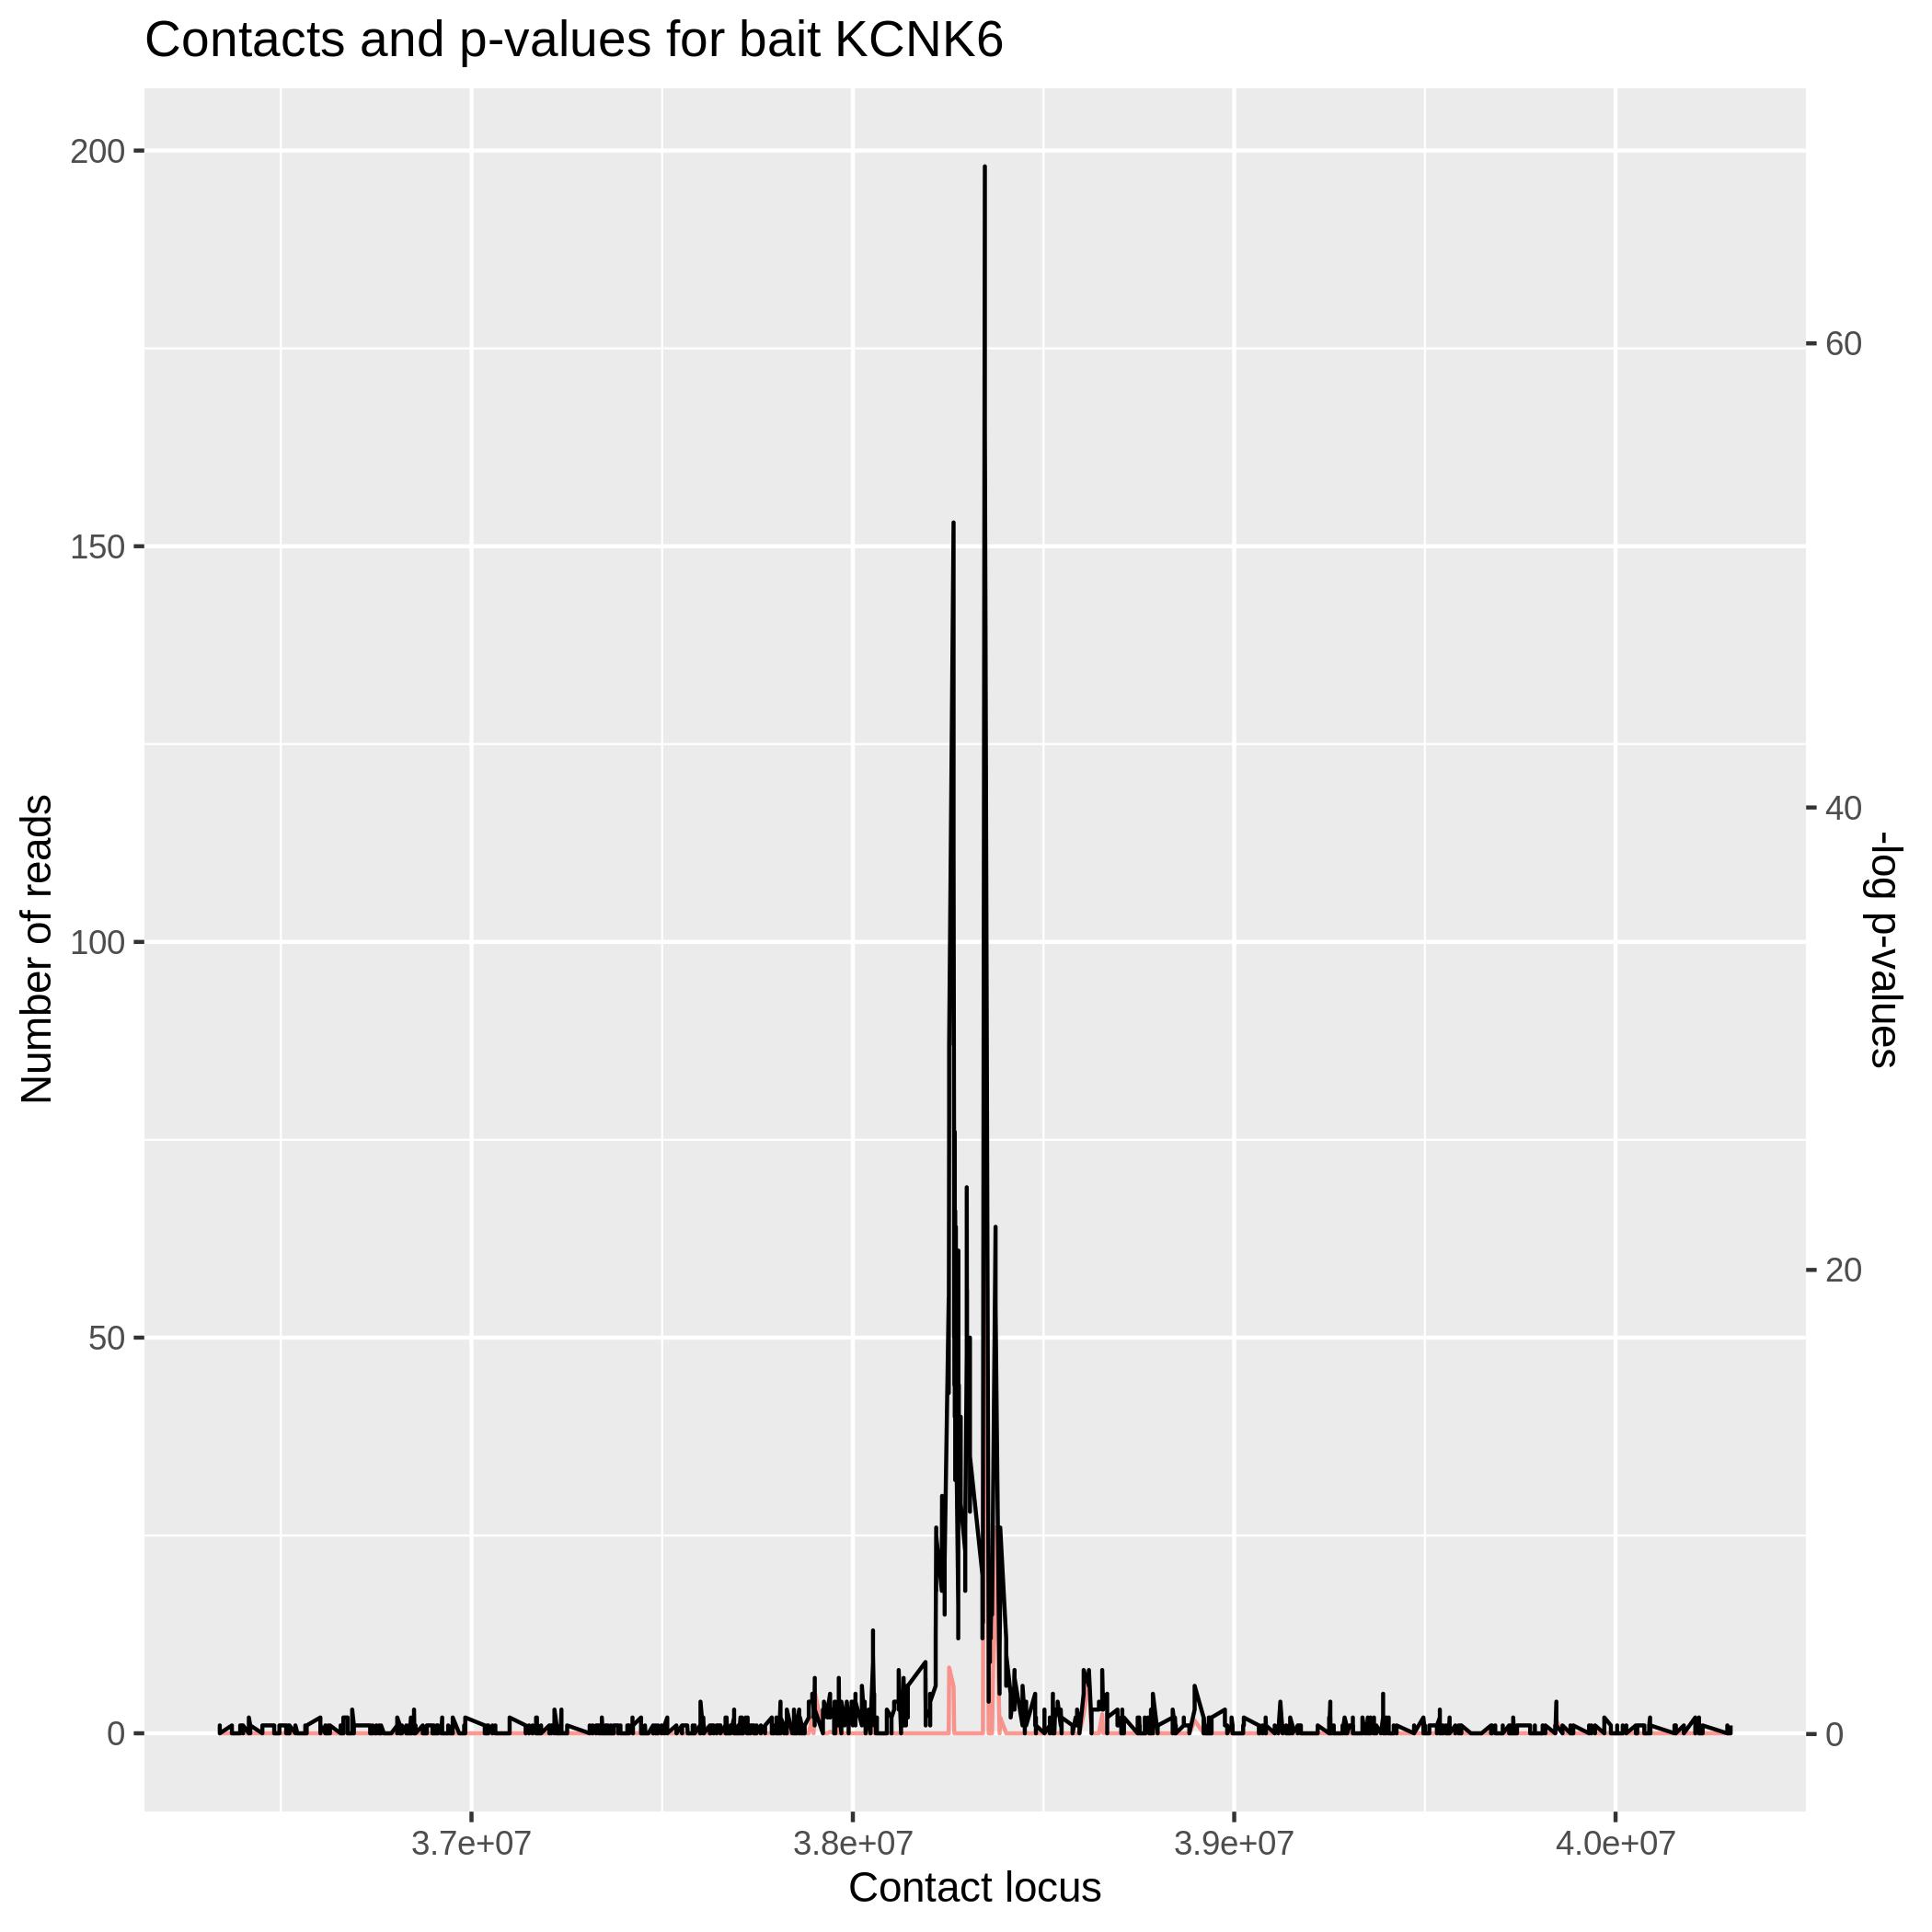 Contacts and p-values for bait KCNK6
200
150
100
50
0
Number of reads
60
40
20
0
-log p-values
3.7e+07
3.8e+07
3.9e+07
4.0e+07
Contact locus